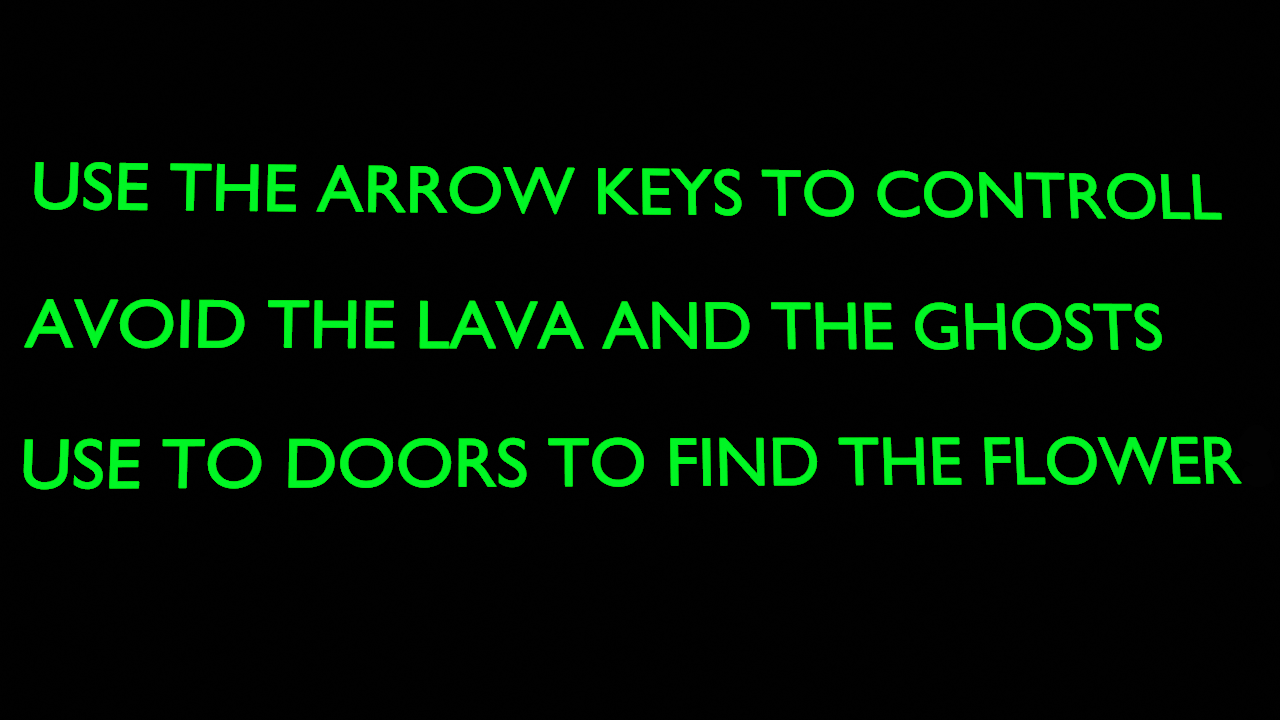 USE THE ARROW KEYS TO CONTROLL
AVOID THE LAVA AND THE GHOSTS
USE TO DOORS TO FIND THE FLOWER